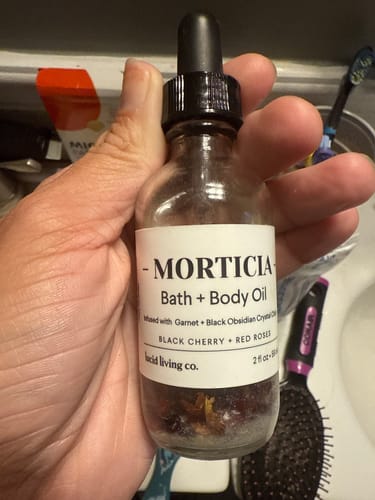 - MORTICIA -
Bath + Body Oil
infused with Garnet + Black Obsidian Crystal
BLACK CHERRY + RED ROSES
lucid living co.
2 fl oz •
CONAIR